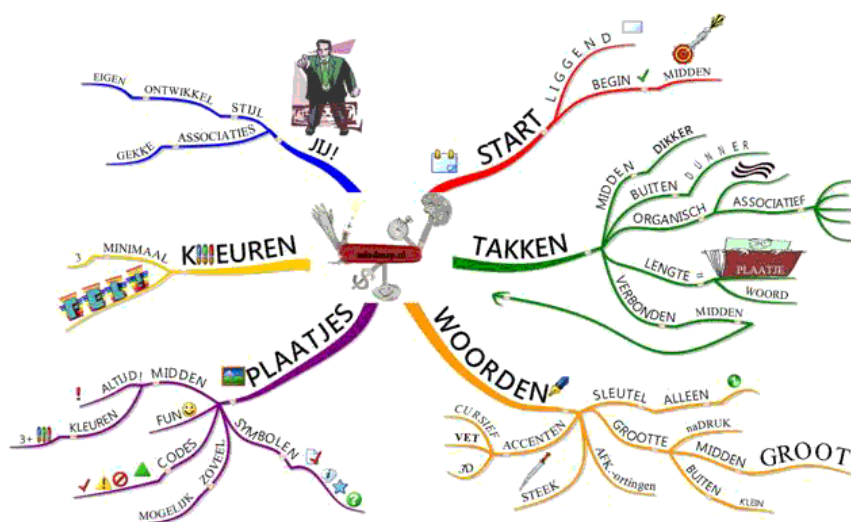 START
LIGGEND
BEGIN
MIDDEN
TAKKEN
MIDDEN
DIKKER
BUITEN
DUNNER
ORGANISCH
ASSOCIATIEF
LENGTE =
PLAATJE
WOORD
VERBONDEN
MIDDEN
WOORDEN
SLEUTEL
ALLEEN
GROOTTE
naDRUK
MIDDEN
GROOT
BUITEN
KLEIN
AFK.-ortingen
STEEK
ACCENTEN
CURSIEF
VET
3D
PLAATJES
MIDDEN
ALTIJD!
!
KLEUREN
3+
FUN
SYMBOLEN
CODES
ZOVEEL
MOGELIJK
KLEUREN
MINIMAAL
3
JIJ!
STIJL
ONTWIKKEL
EIGEN
ASSOCIATIES
GEKKE
mindmap.nl